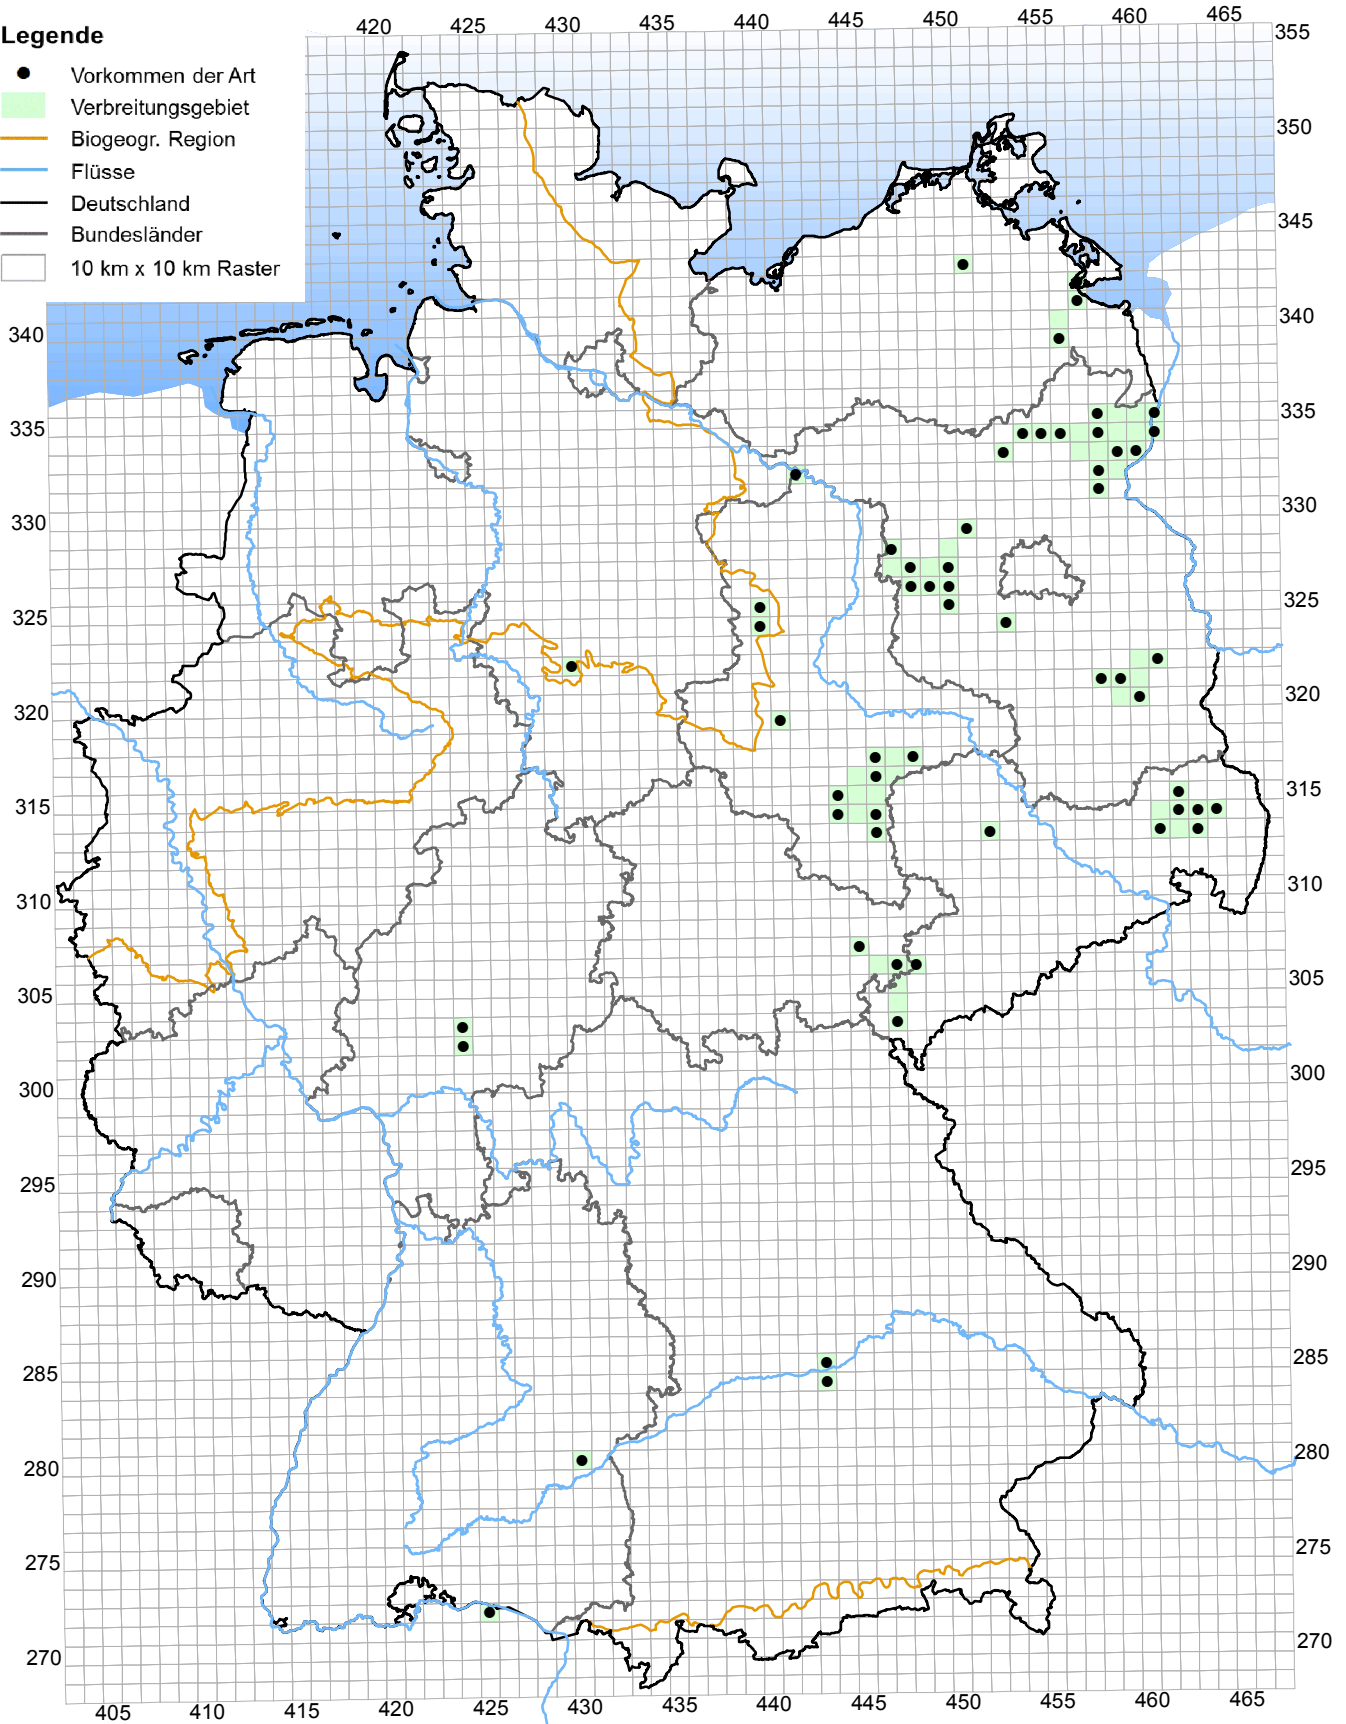 420 425 430 435 440 445 450 455 460 465
355
Legende
Vorkommen der Art
Verbreitungsgebiet
Biogeogr. Region
350
Flüsse
Deutschland
345
Bundesländer
10 km x 10 km Raster
340 340
335 335
330 330
325 325
320 320
315 315
310 310
305 305
300 300
295 295
290 290
285 285
280 280
275 275
270 270
405 410 415 420 425 430 435 440 445 450 455 460 465